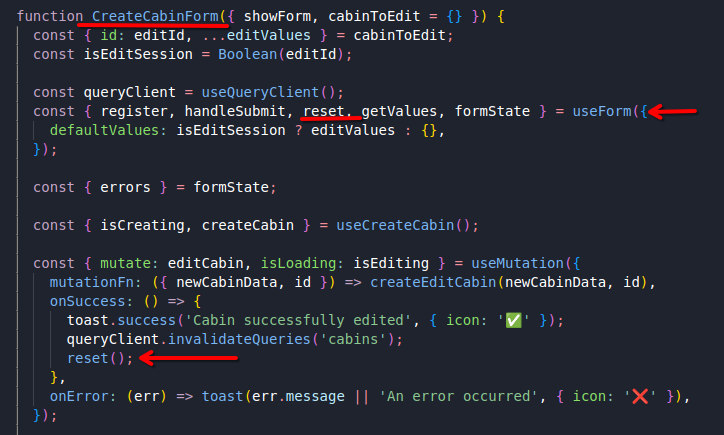 function CreateCabinForm({ showForm, cabinToEdit = {} }) {
const { id: editId, ...editValues } = cabinToEdit;
const isEditSession = Boolean(editId);
const queryClient = useQueryClient();
const { register, handleSubmit, reset, getValues, formState } = useForm({
defaultValues: isEditSession ? editValues : {},
});
const { errors } = formState;
const { isCreating, createCabin } = useCreateCabin();
const { mutate: editCabin, isLoading: isEditing } = useMutation({
mutationFn: ({ newCabinData, id }) => createEditCabin(newCabinData, id),
onSuccess: () => {
toast.success('Cabin successfully edited', { icon: '✅' });
queryClient.invalidateQueries('cabins');
reset();
},
onError: (err) => toast(err.message || 'An error occurred', { icon: '❌' }),
});